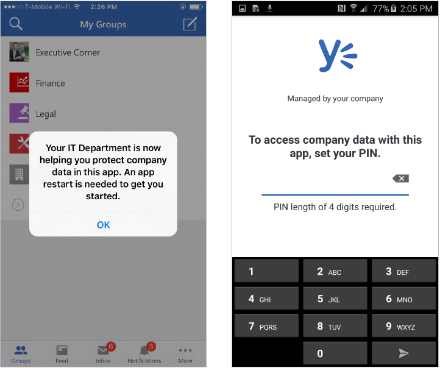 T-Mobile Wi-Fi 2:26 PM
My Groups
Executive Corner
Finance
Legal
Your IT Department is now
helping you protect company
data in this app. An app
restart is needed to get you
started.
OK
6
5
Groups Feed Inbox Notifications More
77% 2:05 PM
Managed by your company
To access company data with this
app, set your PIN.
PIN length of 4 digits required.
1 2 ABC 3 DEF
4 GHI 5 JKL 6 MNO
7 PQRS 8 TUV 9 WXYZ
0